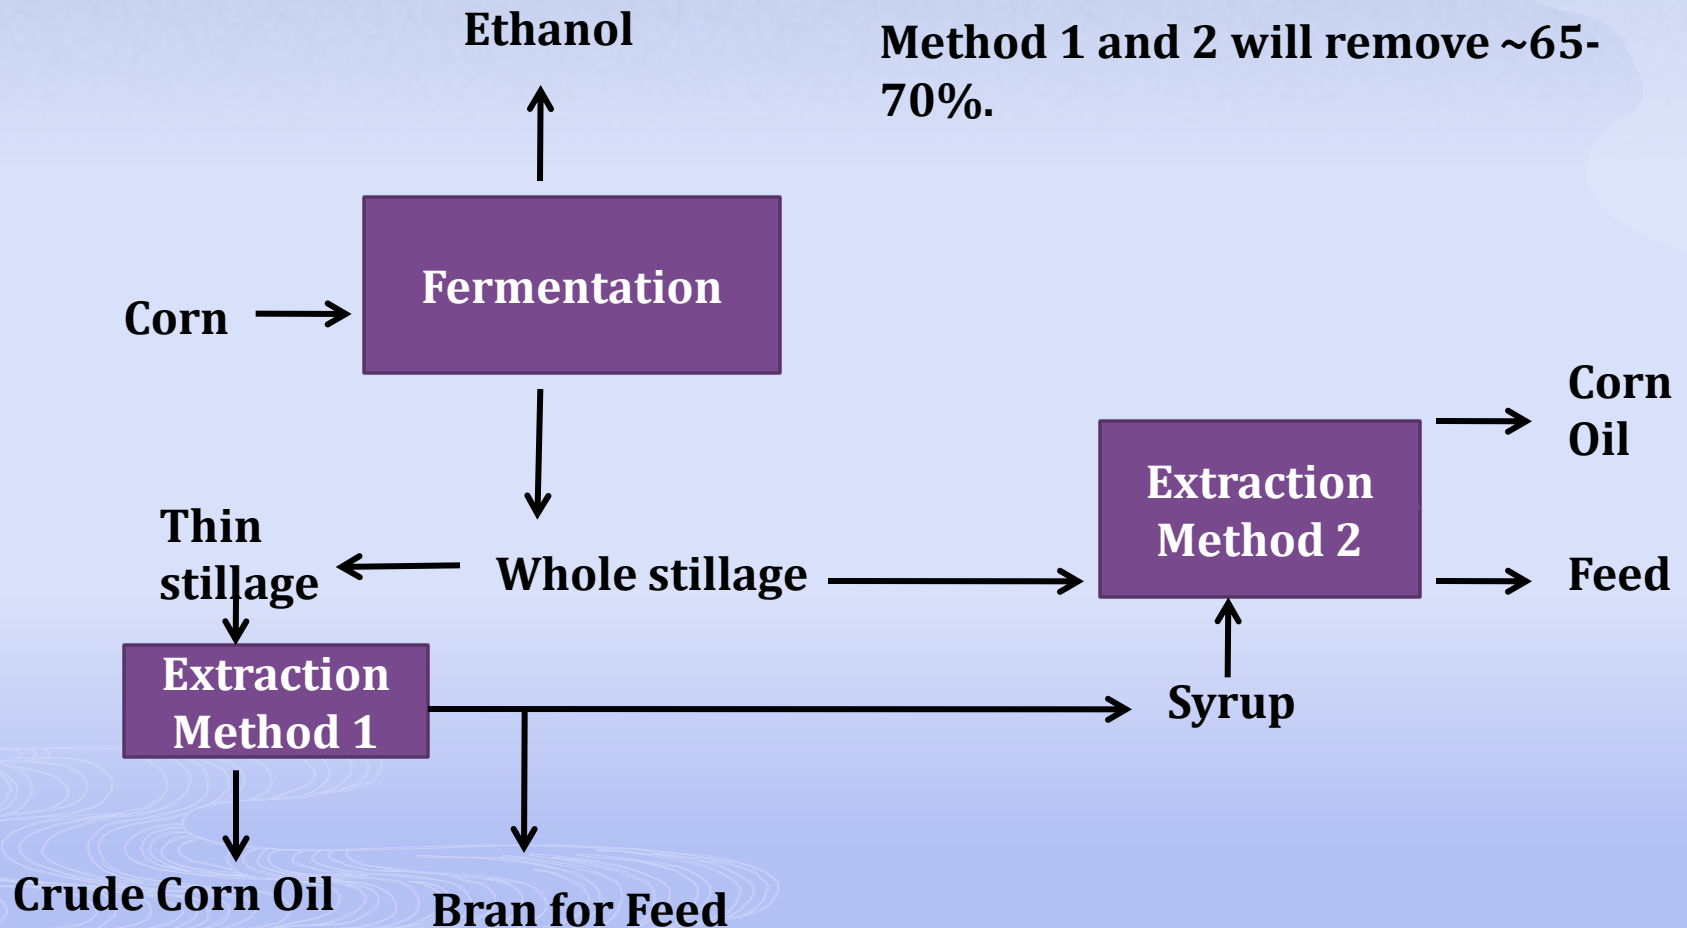 Ethanol
Method 1 and 2 will remove ~65-
70%.
Fermentation
Corn
Corn
Oil
Extraction
Method 2
Thin
stillage
Whole stillage
Feed
Extraction
Method 1
Syrup
Crude Corn Oil
Bran for Feed